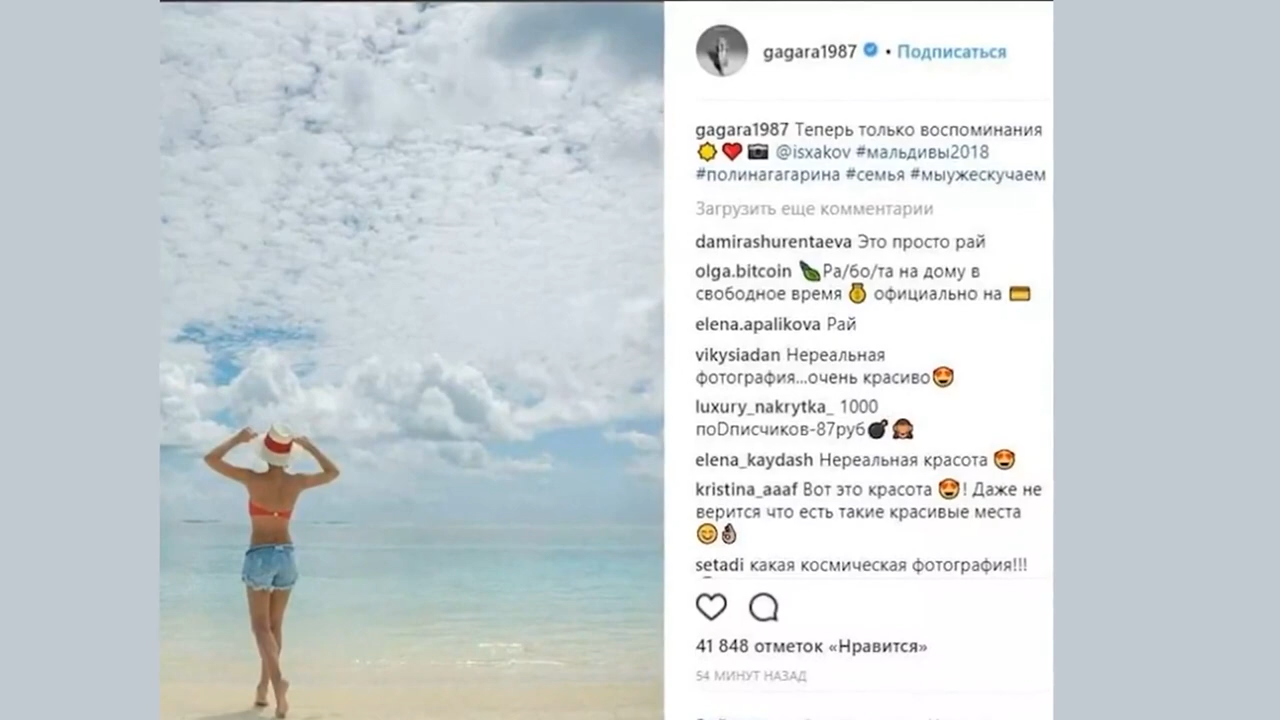 gagara1987 • Подписаться
gagara1987 Теперь только воспоминания
☀️❤️📷 @isxakov #мальдивы2018
#полинагагарина #семья #мыужескучаем
Загрузить еще комментарии
damirashurentaeva Это просто рай
olga.bitcoin 🍃Ра/бо/та на дому в
свободное время 💰 официально на 💳
elena.apalikova Рай
vikysiadan Нереальная
фотография...очень красиво😍
luxury_nakrytka_ 1000
поDписчиков-87руб💣🙈
elena_kaydash Нереальная красота 😍
kristina_aaaf Вот это красота 😍! Даже не
верится что есть такие красивые места
😊👌
setadi какая космическая фотография!!!
41 848 отметок «Нравится»
54 МИНУТ НАЗАД